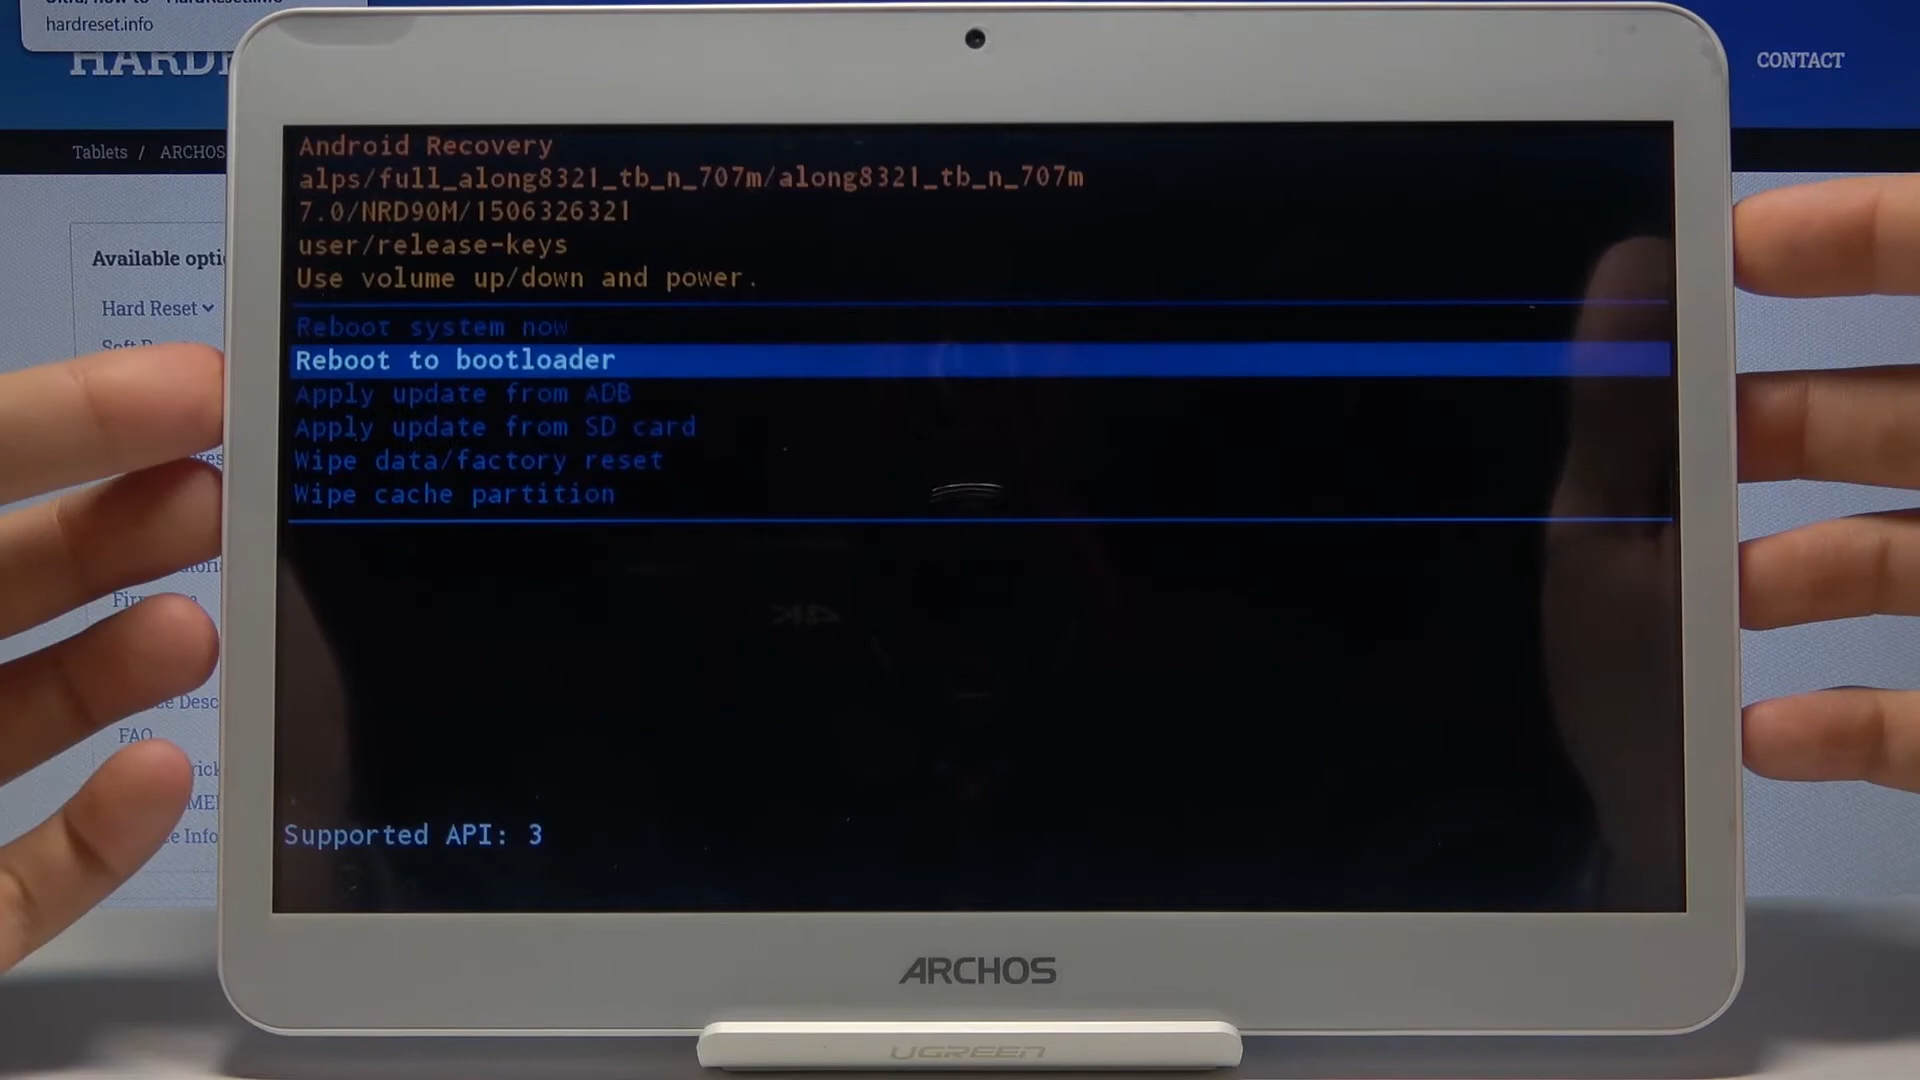 hardreset.info
CONTACT
Tablets / ARCHOS
Available
Hard Reset
FAQ
Android Recovery
alps/full_along8321_tb_n_707m/along8321_tb_n_707m
7.0/NRD90M/1506326321
user/release-keys
Use volume up/down and power.
Reboot system now
Reboot to bootloader
Apply update from ADB
Apply update from SD card
Wipe data/factory reset
Wipe cache partition
Supported API: 3
ARCHOS
UGREEN